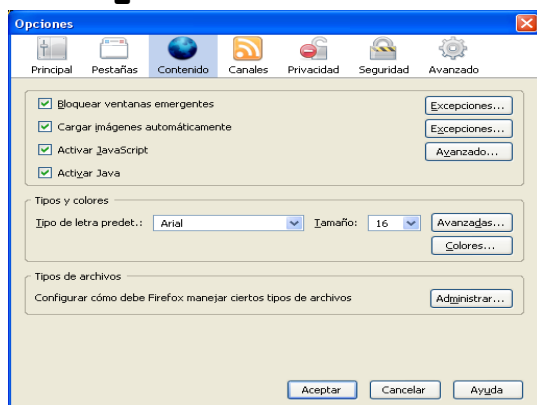 Opciones
Principal Pestañas Contenido Canales Privacidad Seguridad Avanzado
Bloquear ventanas emergentes Excepciones...
Cargar imágenes automáticamente Excepciones...
Activar JavaScript Avanzado...
Activar Java
Tipos y colores
Tipo de letra predet.: Arial Tamaño: 16 Avanzadas...
Colores...
Tipos de archivos
Configurar cómo debe Firefox manejar ciertos tipos de archivos Administrar...
Aceptar Cancelar Ayuda